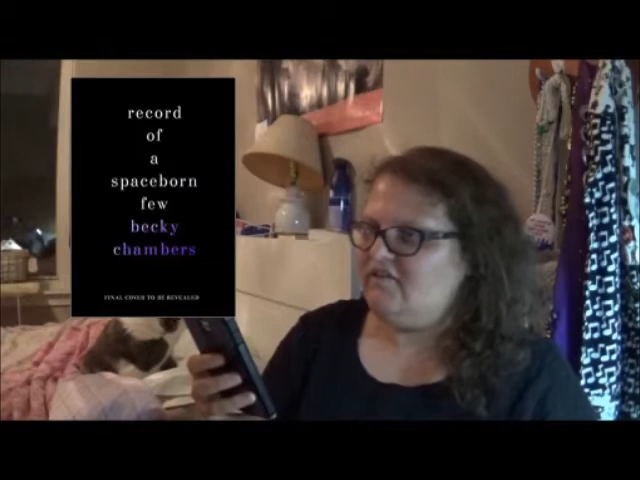 record
of
a
spaceborn
few
becky
chambers
FINAL COVER TO BE REVEALED